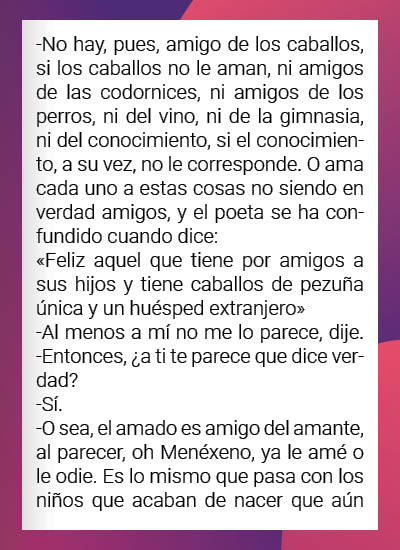 -No hay, pues, amigo de los caballos,
si los caballos no le aman, ni amigos
de las codornices, ni amigos de los
perros, ni del vino, ni de la gimnasia,
ni del conocimiento, si el conocimien-
to, a su vez, no le corresponde. O ama
cada uno a estas cosas no siendo en
verdad amigos, y el poeta se ha con-
fundido cuando dice:
«Feliz aquel que tiene por amigos a
sus hijos y tiene caballos de pezuña
única y un huésped extranjero»
-Al menos a mí no me lo parece, dije.
-Entonces, ¿a ti te parece que dice ver-
dad?
-Sí.
-O sea, el amado es amigo del amante,
al parecer, oh Menéxeno, ya le amé o
le odie. Es lo mismo que pasa con los
niños que acaban de nacer que aún